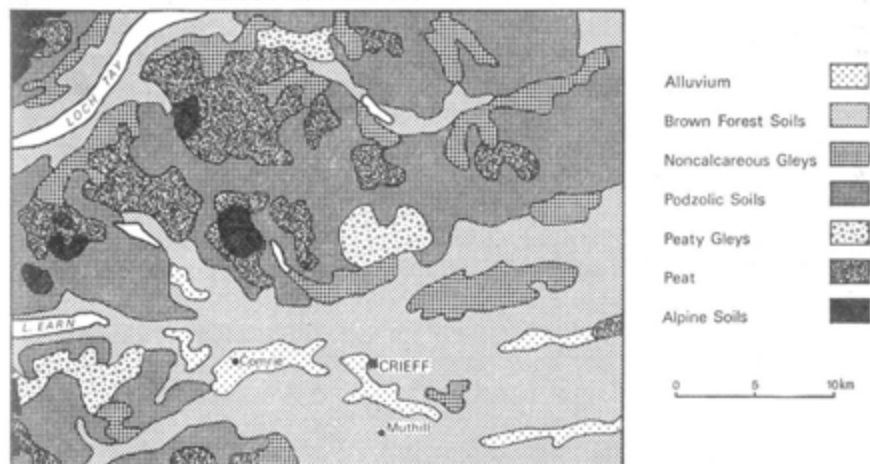 LOCH TAY
L. EARN
Comrie
CRIEFF
Muthill
Alluvium
Brown Forest Soils
Noncalcareous Gleys
Podzolic Soils
Peaty Gleys
Peat
Alpine Soils
0 5 10km